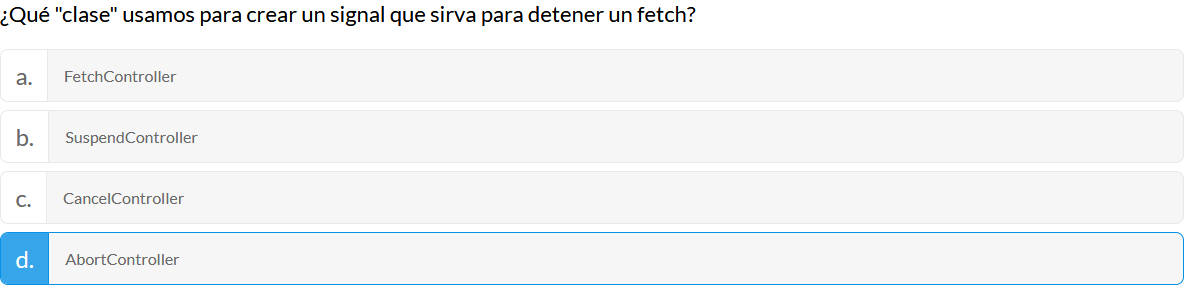 ¿Qué "clase" usamos para crear un signal que sirva para detener un fetch?
a. FetchController
b. SuspendController
c. CancelController
d. AbortController